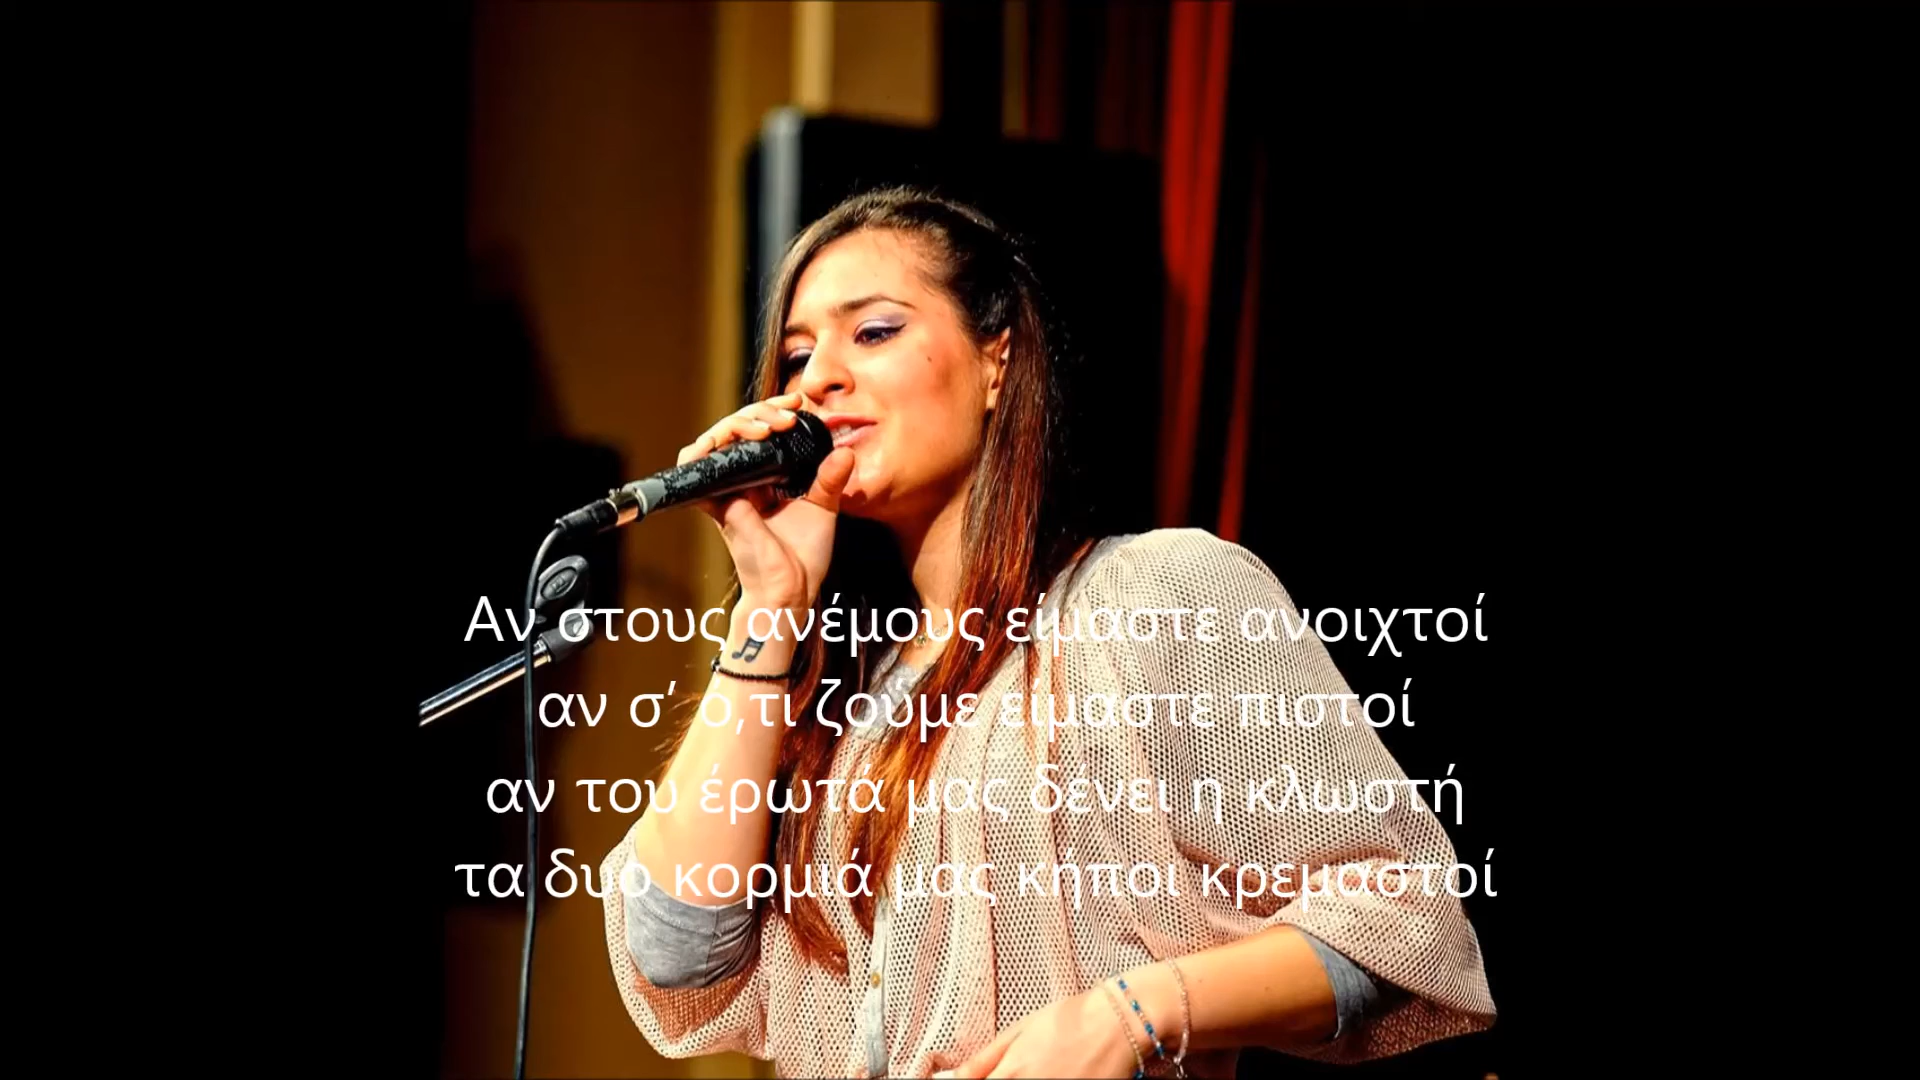 Αν στους ανέμους είμαστε ανοιχτοί
αν σ’ ό,τι ζούμε είμαστε πιστοί
αν του έρωτά μας δένει η κλωστή
τα δυο κορμιά μας κήποι κρεμαστοί